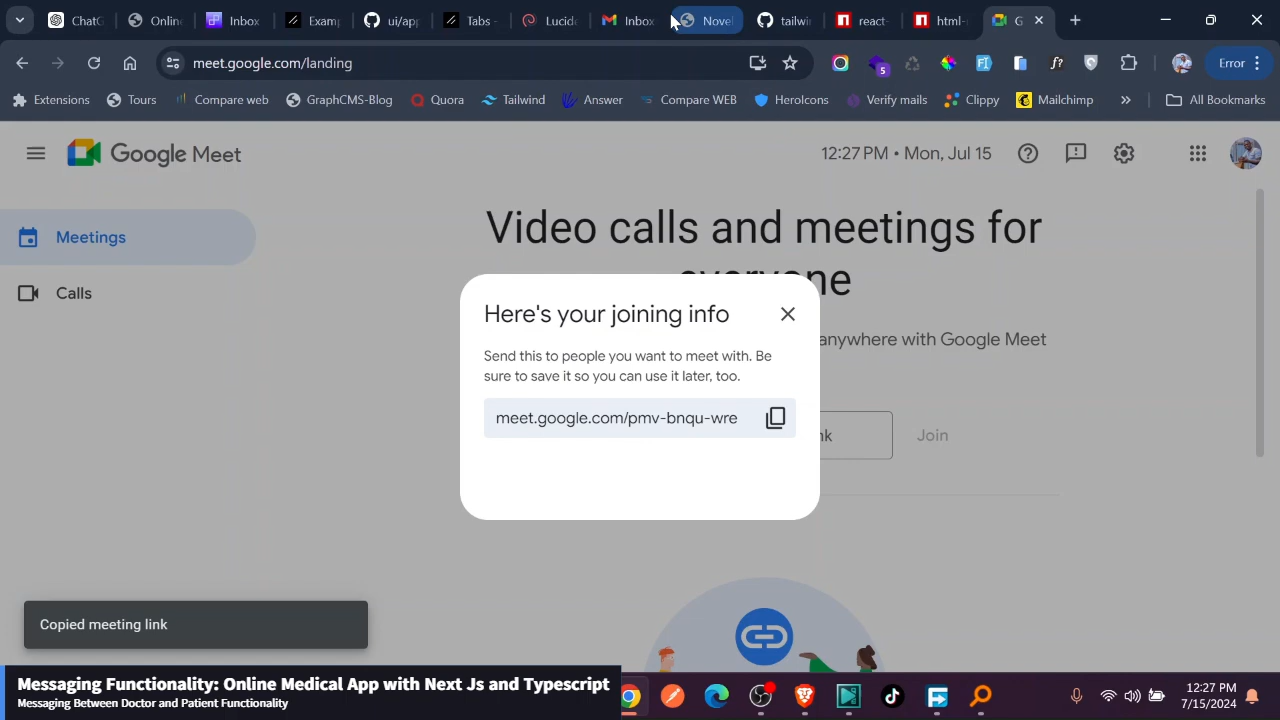 ChatG
Online
Inbox
Examp
ui/app
Tabs -
Lucide
Inbox
Novel
tailwin
react-
html-
G
meet.google.com/landing
5
Error
Extensions
Tours
Compare web
GraphCMS-Blog
Quora
Tailwind
Answer
Compare WEB
HeroIcons
Verify mails
Clippy
Mailchimp
All Bookmarks
Google Meet
12:27 PM • Mon, Jul 15
Meetings
Calls
Video calls and meetings for
everyone
anywhere with Google Meet
Here's your joining info
Send this to people you want to meet with. Be
sure to save it so you can use it later, too.
meet.google.com/pmv-bnqu-wre
nk
Join
Copied meeting link
Messaging Functionality: Online Medical App with Next Js and Typescript
Messaging Between Doctor and Patient Functionality
12:27 PM
7/15/2024